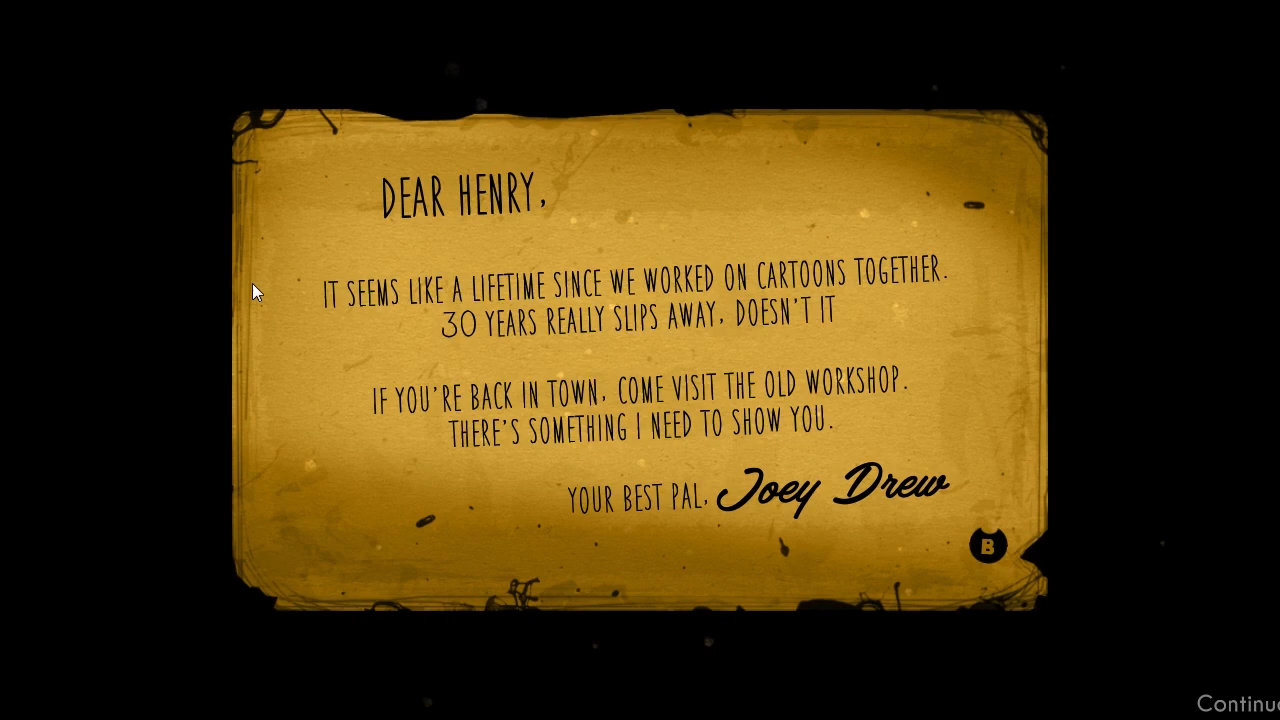 DEAR HENRY,
IT SEEMS LIKE A LIFETIME SINCE WE WORKED ON CARTOONS TOGETHER.
30 YEARS REALLY SLIPS AWAY, DOESN'T IT
IF YOU'RE BACK IN TOWN, COME VISIT THE OLD WORKSHOP.
THERE'S SOMETHING I NEED TO SHOW YOU.
YOUR BEST PAL, Joey Drew
B